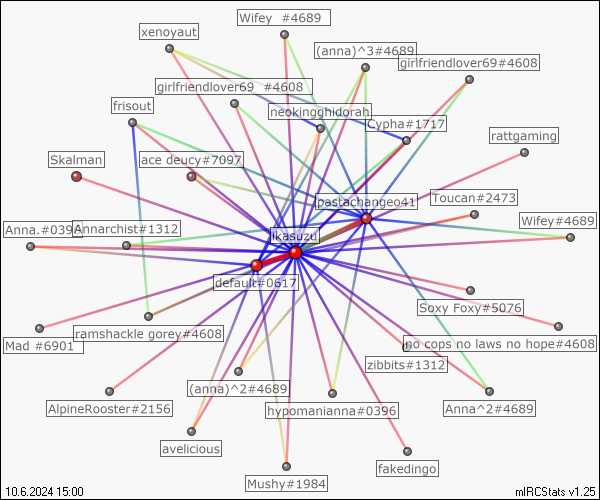 Wifey  #4689
xenoyaut
(anna)^3#4689
girlfriendlover69#4608
girlfriendlover69  #4608
frisout
neokingghidorah
Cypha#1717
rattgaming
Skalman
ace deucy#7097
pastachangeo41
Toucan#2473
Anna.#0396
Annarchist#1312
likasuzu
Wifey#4689
default#0617
Soxy Foxy#5076
Mad #6901
ramshackle gorey#4608
no cops no laws no hope#4608
zibbits#1312
(anna)^2#4689
AlpineRooster#2156
hypomanianna#0396
Anna^2#4689
avelicious
Mushy#1984
fakedingo
10.6.2024 15:00
mIRCStats v1.25